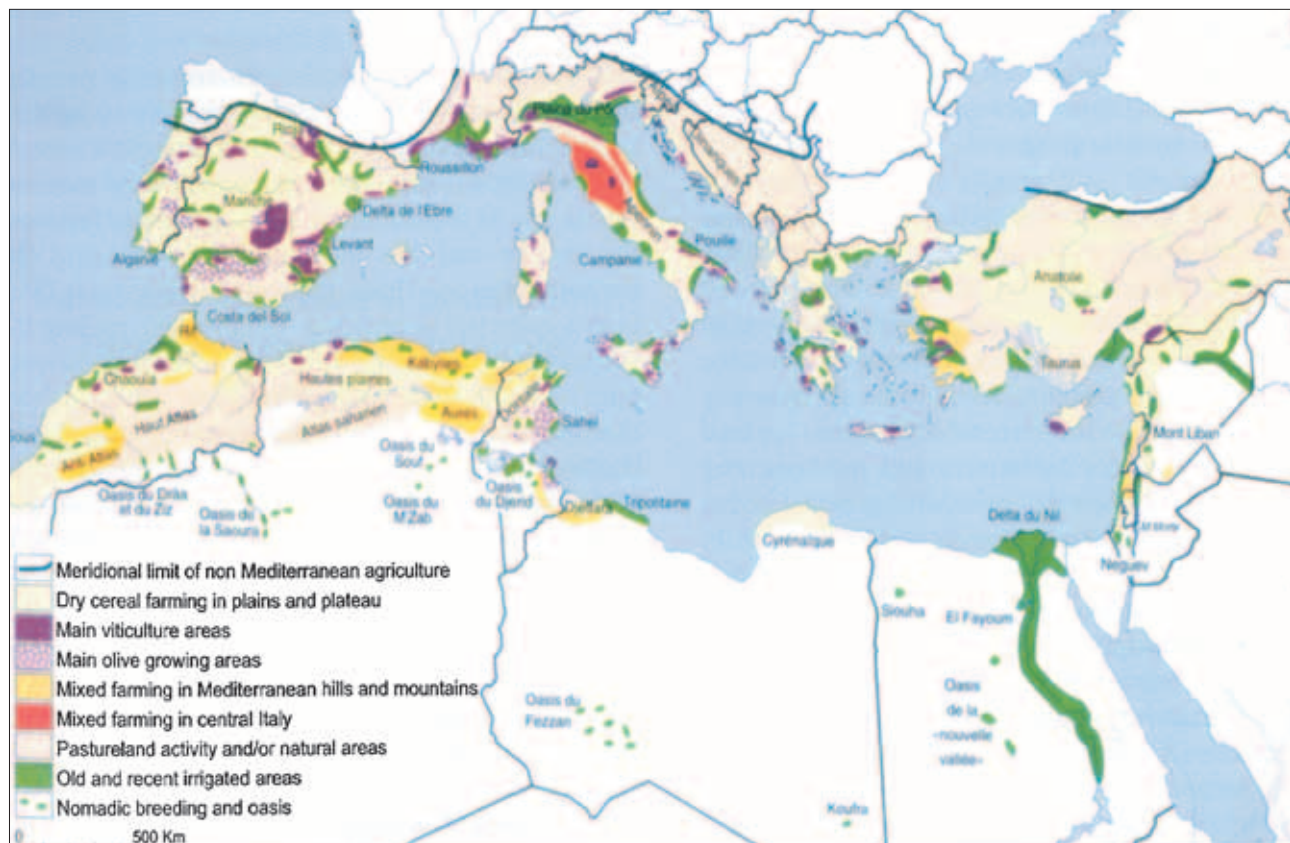 Plaine du Pô
Roussillon
Manche
Delta de l'Ebre
Levant
Algarve
Apennin
Pouille
Campanie
Anatolie
Costa del Sol
Rif
Taurus
Kabylies
Chaouia
Hautes plaines
Dorsale
Sahel
Haut Atlas
Atlas saharien
Aurès
Mont Liban
ious
Anti Atlas
Oasis du
Souf
Oasis du Drâa
et du Ziz
Oasis de
la Saoura
Oasis du
M'Zab
Oasis
du Djerid
Djeffara
Tripolitaine
Delta du Nil
M Morte
Cyrénaïque
Neguev
Meridional limit of non Mediterranean agriculture
Dry cereal farming in plains and plateau
Siouha
El Fayoum
Main viticulture areas
Main olive growing areas
Mixed farming in Mediterranean hills and mountains
Mixed farming in central Italy
Oasis du
Fezzan
Oasis
de la
«nouvelle
vallée»
Pastureland activity and/or natural areas
Old and recent irrigated areas
Nomadic breeding and oasis
Koufra
0 500 Km